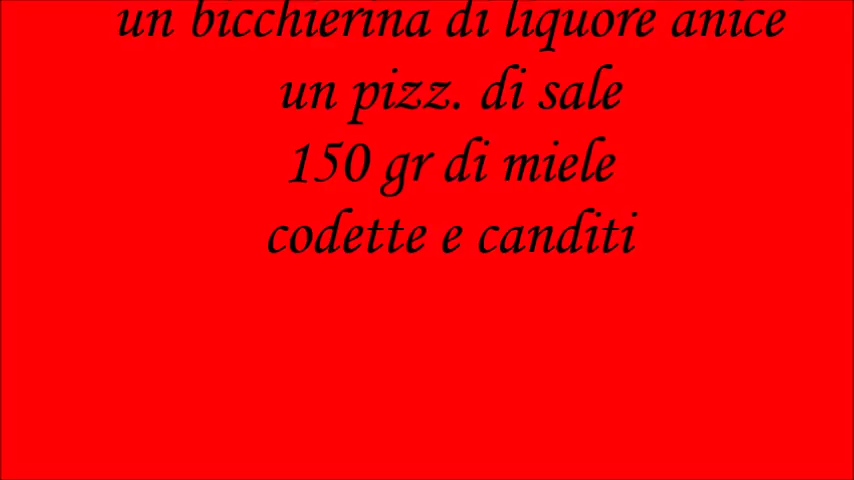 un bicchierina di liquore anice
un pizz. di sale
150 gr di miele
codette e canditi